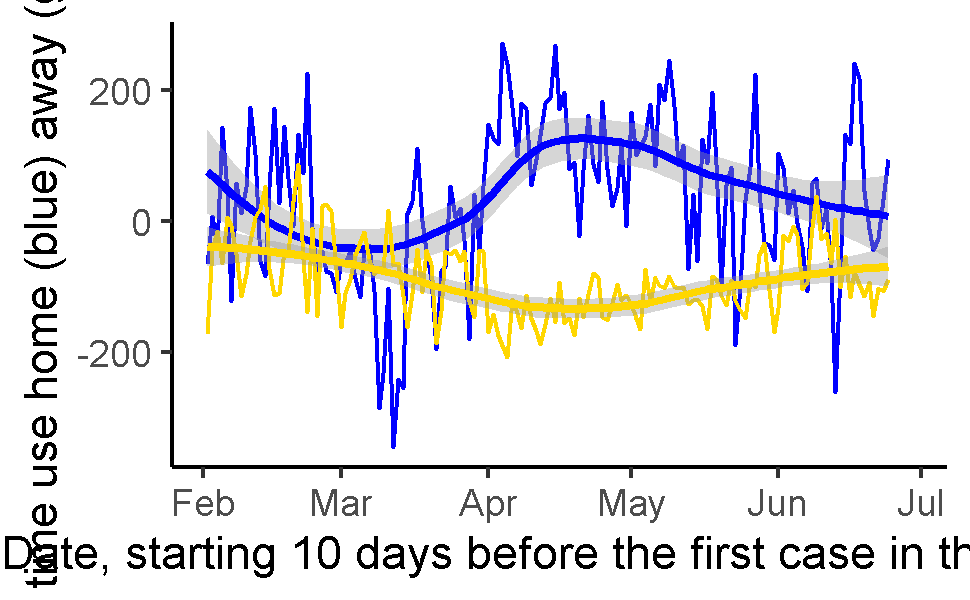 time use home (blue) away (
200
0
-200
Feb Mar Apr May Jun Jul
Date, starting 10 days before the first case in th